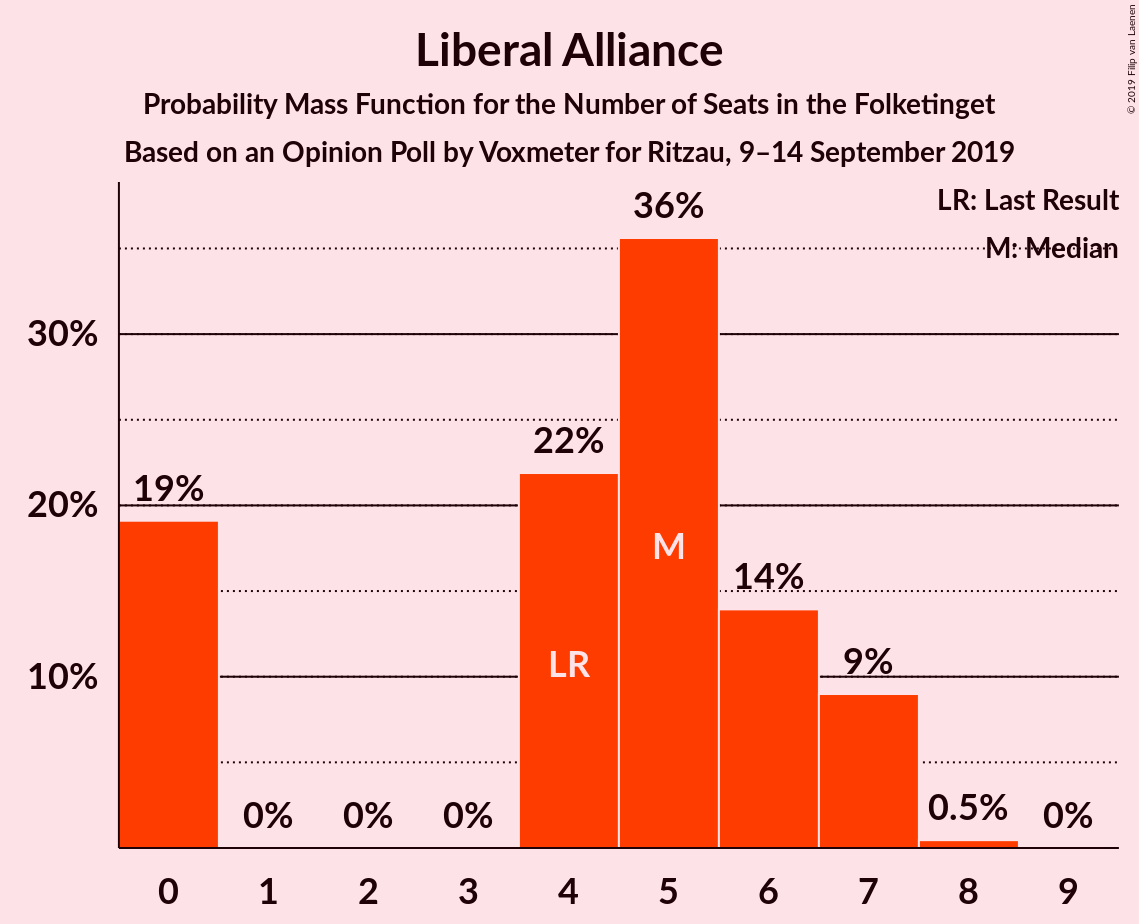 Liberal Alliance
Probability Mass Function for the Number of Seats in the Folketinget
Based on an Opinion Poll by Voxmeter for Ritzau, 9–14 September 2019
© 2019 Filip van Laenen
LR: Last Result
M: Median
36%
30%
22%
20%
19%
M
14%
LR
10%
9%
0%
0%
0%
0.5%
0%
0
1
2
3
4
5
6
7
8
9